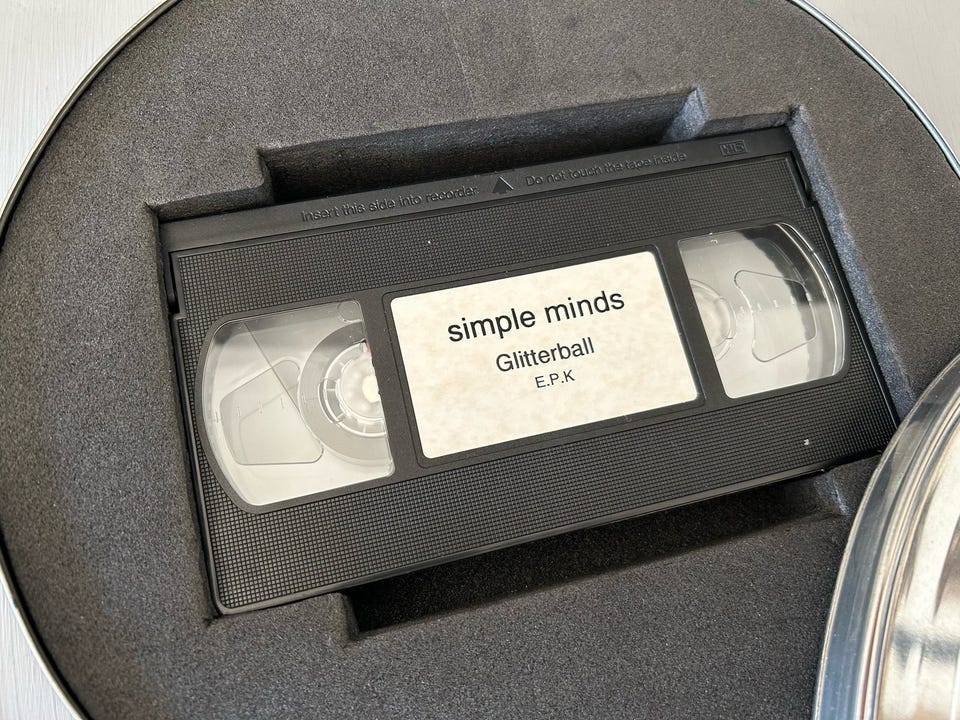 Insert this side into recorder. Do not touch the tape inside VHS
simple minds
Glitterball
E.P.K